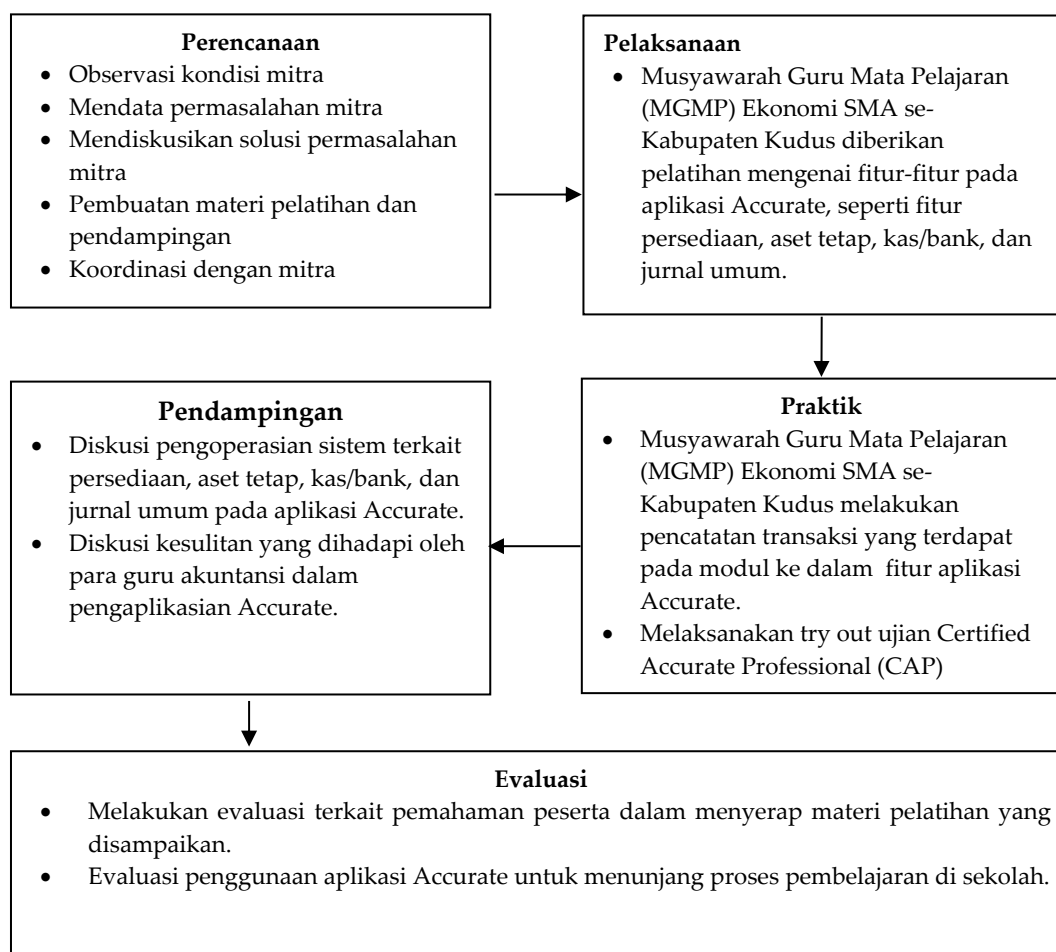 Perencanaan
• Observasi kondisi mitra
• Mendata permasalahan mitra
• Mendiskusikan solusi permasalahan
mitra
• Pembuatan materi pelatihan dan
pendampingan
• Koordinasi dengan mitra
Pelaksanaan
• Musyawarah Guru Mata Pelajaran
(MGMP) Ekonomi SMA se-
Kabupaten Kudus diberikan
pelatihan mengenai fitur-fitur pada
aplikasi Accurate, seperti fitur
persediaan, aset tetap, kas/bank, dan
jurnal umum.
Praktik
• Musyawarah Guru Mata Pelajaran
(MGMP) Ekonomi SMA se-
Kabupaten Kudus melakukan
pencatatan transaksi yang terdapat
pada modul ke dalam fitur aplikasi
Accurate.
• Melaksanakan try out ujian Certified
Accurate Professional (CAP)
Pendampingan
• Diskusi pengoperasian sistem terkait
persediaan, aset tetap, kas/bank, dan
jurnal umum pada aplikasi Accurate.
• Diskusi kesulitan yang dihadapi oleh
para guru akuntansi dalam
pengaplikasian Accurate.
Evaluasi
• Melakukan evaluasi terkait pemahaman peserta dalam menyerap materi pelatihan yang
disampaikan.
• Evaluasi penggunaan aplikasi Accurate untuk menunjang proses pembelajaran di sekolah.